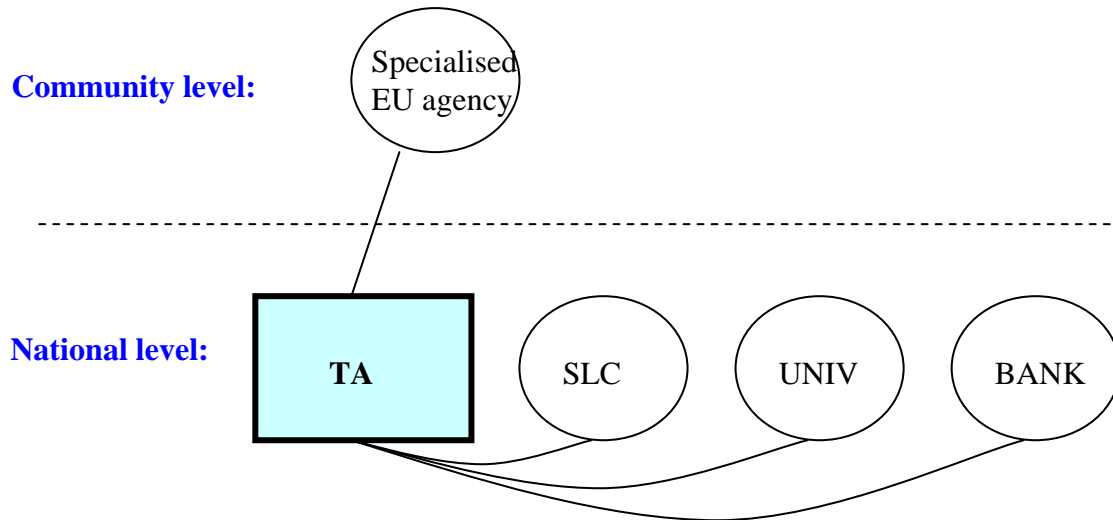 Specialised
Community level:
EU agency
National level:
TA
SLC
UNIV
BANK